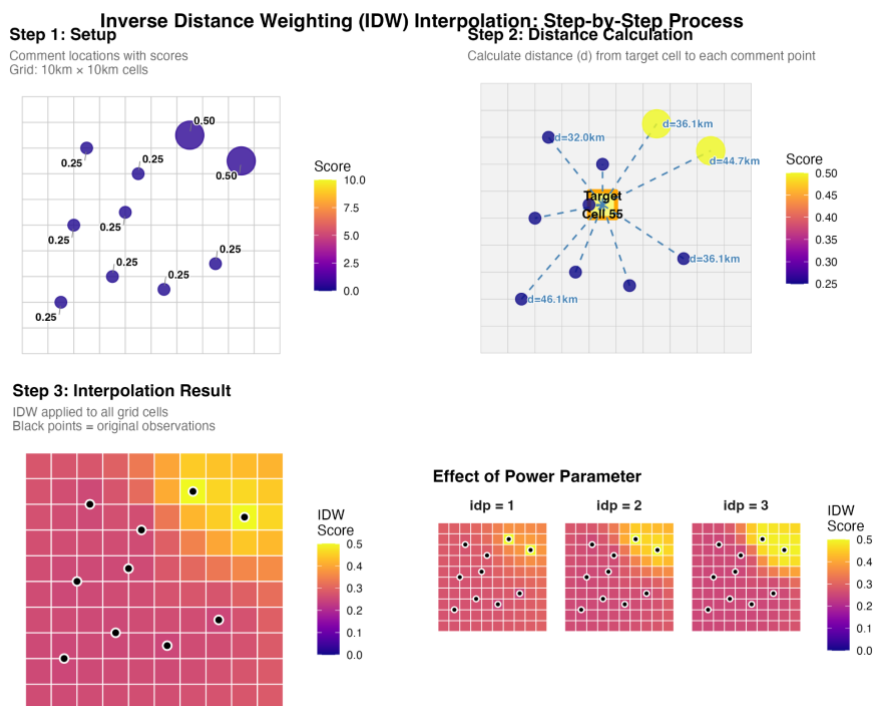 Inverse Distance Weighting (IDW) Interpolation: Step-by-Step Process
Step 1: Setup
Comment locations with scores
Grid: 10km × 10km cells
0.50
0.25
0.25
0.50
0.25
0.25
0.25
0.25
0.25
0.25
Score
10.0
7.5
5.0
2.5
0.0
Step 2: Distance Calculation
Calculate distance (d) from target cell to each comment point
d=36.1km
d=32.0km
d=44.7km
Target
Cell 55
d=36.1km
d=46.1km
Score
0.50
0.45
0.40
0.35
0.30
0.25
Step 3: Interpolation Result
IDW applied to all grid cells
Black points = original observations
IDW
Score
0.5
0.4
0.3
0.2
0.1
0.0
Effect of Power Parameter
idp = 1
idp = 2
idp = 3
IDW
Score
0.5
0.4
0.3
0.2
0.1
0.0